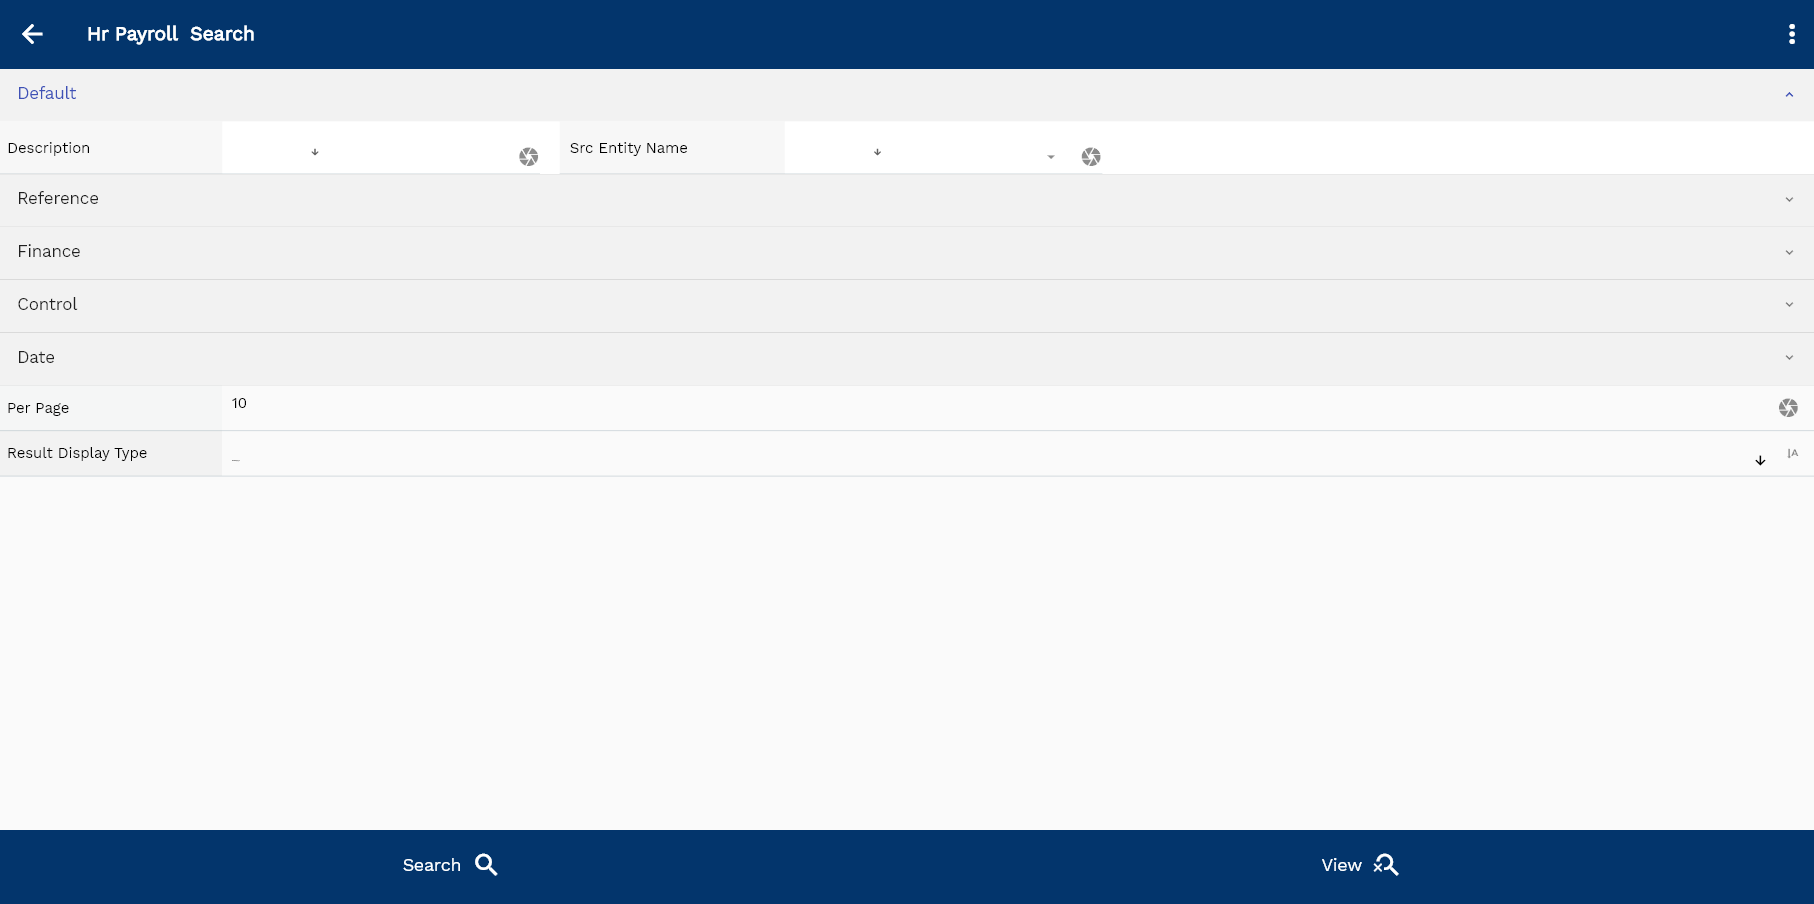 Hr Payroll Search
Default
Description
Src Entity Name
Reference
Finance
Control
Date
Per Page 10
Result Display Type _
Search
View